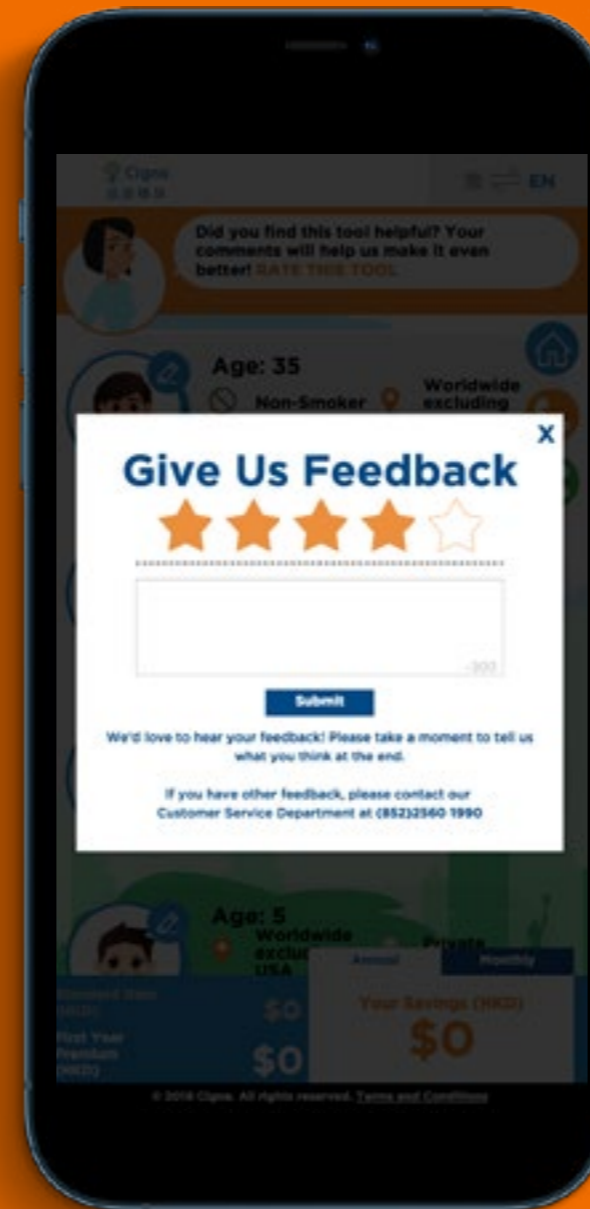 Cigna
EN
Did you find this tool helpful? Your
comments will help us make it even
better! RATE THIS TOOL
Age: 35
Non-Smoker
Worldwide
excluding
X
Give Us Feedback
-300
Submit
We'd love to hear your feedback! Please take a moment to tell us
what you think at the end.
If you have other feedback, please contact our
Customer Service Department at (852)2560 1990
Age: 5
Worldwide
USA
Private
Annual
Monthly
Standard Rate
(HKD)
$0
First Year
Premium
(HKD)
$0
Your Savings (HKD)
$0
© 2018 Cigna. All rights reserved. Terms and Conditions